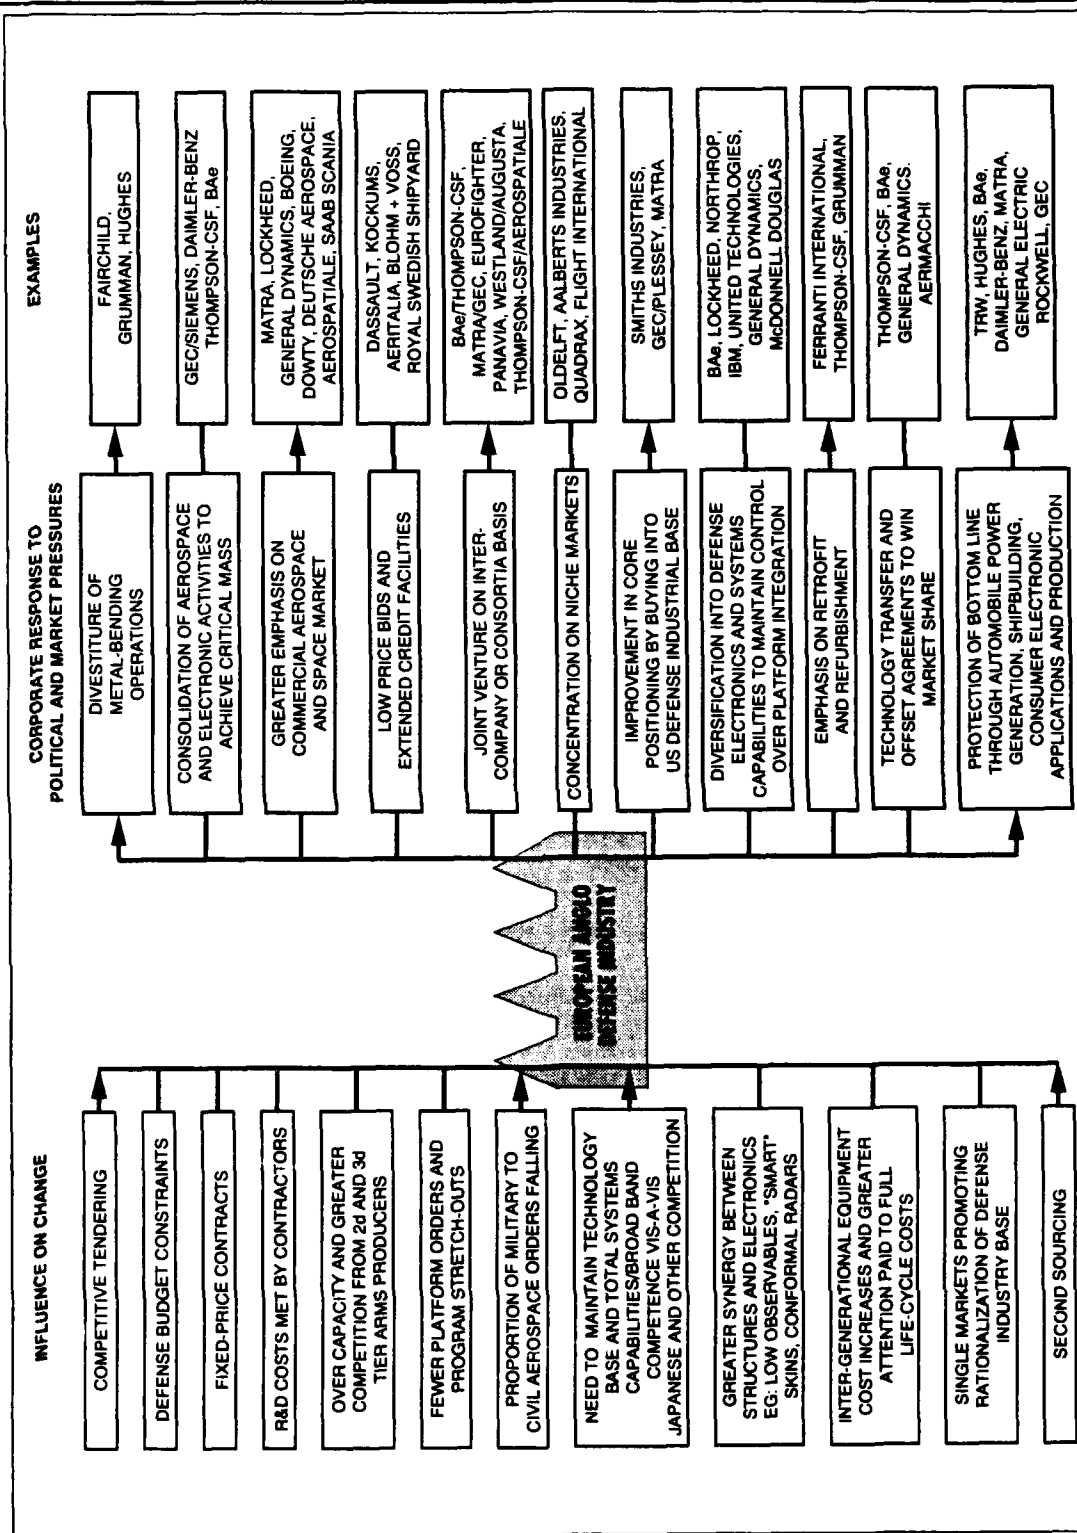 INFLUENCE ON CHANGE
COMPETITIVE TENDERING
DEFENSE BUDGET CONSTRAINTS
FIXED-PRICE CONTRACTS
R&D COSTS MET BY CONTRACTORS
OVER CAPACITY AND GREATER
COMPETITION FROM 2d AND 3d
TIER ARMS PRODUCERS
FEWER PLATFORM ORDERS AND
PROGRAM STRETCH-OUTS
PROPORTION OF MILITARY TO
CIVIL AEROSPACE ORDERS FALLING
NEED TO MAINTAIN TECHNOLOGY
BASE AND TOTAL SYSTEMS
CAPABILITIES/BROAD BAND
COMPETENCE VIS-A-VIS
JAPANESE AND OTHER COMPETITION
GREATER SYNERGY BETWEEN
STRUCTURES AND ELECTRONICS
EG: LOW OBSERVABLES, "SMART"
SKINS, CONFORMAL RADARS
INTER-GENERATIONAL EQUIPMENT
COST INCREASES AND GREATER
ATTENTION PAID TO FULL
LIFE-CYCLE COSTS
SINGLE MARKETS PROMOTING
RATIONALIZATION OF DEFENSE
INDUSTRY BASE
SECOND SOURCING
EUROPEAN ANGLO
DEFENSE INDUSTRY
CORPORATE RESPONSE TO
POLITICAL AND MARKET PRESSURES
DIVESTITURE OF
METAL-BENDING
OPERATIONS
CONSOLIDATION OF AEROSPACE
AND ELECTRONIC ACTIVITIES TO
ACHIEVE CRITICAL MASS
GREATER EMPHASIS ON
COMMERCIAL AEROSPACE
AND SPACE MARKET
LOW PRICE BIDS AND
EXTENDED CREDIT FACILITIES
JOINT VENTURE ON INTER-
COMPANY OR CONSORTIA BASIS
CONCENTRATION ON NICHE MARKETS
IMPROVEMENT IN CORE
POSITIONING BY BUYING INTO
US DEFENSE INDUSTRIAL BASE
DIVERSIFICATION INTO DEFENSE
ELECTRONICS AND SYSTEMS
CAPABILITIES TO MAINTAIN CONTROL
OVER PLATFORM INTEGRATION
EMPHASIS ON RETROFIT
AND REFURBISHMENT
TECHNOLOGY TRANSFER AND
OFFSET AGREEMENTS TO WIN
MARKET SHARE
PROTECTION OF BOTTOM LINE
THROUGH AUTOMOBILE POWER
GENERATION, SHIPBUILDING,
CONSUMER ELECTRONIC
APPLICATIONS AND PRODUCTION
EXAMPLES
FAIRCHILD,
GRUMMAN, HUGHES
GEC/SIEMENS, DAIMLER-BENZ
THOMPSON-CSF, BAe
MATRA, LOCKHEED,
GENERAL DYNAMICS, BOEING,
DOWTY, DEUTSCHE AEROSPACE,
AEROSPATIALE, SAAB SCANIA
DASSAULT, KOCKUMS,
AERITALIA, BLOHM + VOSS,
ROYAL SWEDISH SHIPYARD
BAe/THOMPSON-CSF,
MATRA/GEC, EUROFIGHTER,
PANAVIA, WESTLAND/AUGUSTA,
THOMPSON-CSF/AEROSPATIALE
OLDELFT, AALBERTS INDUSTRIES,
QUADRAX, FLIGHT INTERNATIONAL
SMITHS INDUSTRIES,
GEC/PLESSEY, MATRA
BAe, LOCKHEED, NORTHROP,
IBM, UNITED TECHNOLOGIES,
GENERAL DYNAMICS,
McDONNELL DOUGLAS
FERRANTI INTERNATIONAL,
THOMPSON-CSF, GRUMMAN
THOMPSON-CSF, BAe,
GENERAL DYNAMICS.
AERMACCHI
TRW, HUGHES, BAe,
DAIMLER-BENZ, MATRA,
GENERAL ELECTRIC
ROCKWELL, GEC